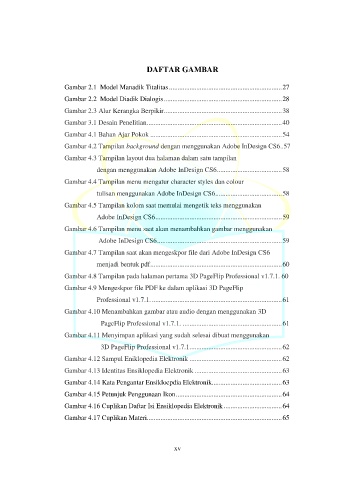 DAFTAR GAMBAR
Gambar 2.1 Model Manadik Titalitas ........ 27
Gambar 2.2 Model Diadik Dialogis ........ 28
Gambar 2.3 Alur Kerangka Berpikir ........ 38
Gambar 3.1 Desain Penelitian ........ 40
Gambar 4.1 Bahan Ajar Pokok ........ 54
Gambar 4.2 Tampilan background dengan menggunakan Adobe InDesign CS6 .. 57
Gambar 4.3 Tampilan layout dua halaman dalam satu tampilan
dengan menggunakan Adobe InDesign CS6 ........ 58
Gambar 4.4 Tampilan menu mengatur character styles dan colour
tulisan menggunakan Adobe InDesign CS6 ........ 58
Gambar 4.5 Tampilan kolom saat memulai mengetik teks menggunakan
Adobe InDesign CS6 ........ 59
Gambar 4.6 Tampilan menu saat akan menambahkan gambar menggunakan
Adobe InDesign CS6 ........ 59
Gambar 4.7 Tampilan saat akan mengeskpor file dari Adobe InDesign CS6
menjadi bentuk pdf ........ 60
Gambar 4.8 Tampilan pada halaman pertama 3D PageFlip Professional v1.7.1 . 60
Gambar 4.9 Mengeskpor file PDF ke dalam aplikasi 3D PageFlip
Professional v1.7.1 ........ 61
Gambar 4.10 Menambahkan gambar atau audio dengan menggunakan 3D
PageFlip Professional v1.7.1 ........ 61
Gambar 4.11 Menyimpan aplikasi yang sudah selesai dibuat menggunakan
3D PageFlip Professional v1.7.1 ........ 62
Gambar 4.12 Sampul Eniklopedia Elektronik ........ 62
Gambar 4.13 Identitas Ensiklopedia Elektronik ........ 63
Gambar 4.14 Kata Pengantar Ensiklocpdia Elektronik ........ 63
Gambar 4.15 Petunjuk Penggunaan Ikon ........ 64
Gambar 4.16 Cuplikan Daftar Isi Ensiklopedia Elektronik ........ 64
Gambar 4.17 Cuplikan Materi ........ 65
xv